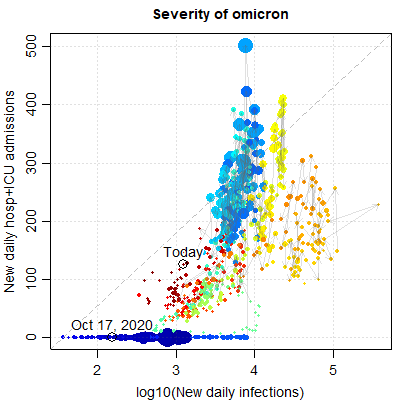 Severity of omicron
New daily hosp+ICU admissions
500
400
300
200
100
0
Today
Oct 17, 2020
2
3
4
5
log10(New daily infections)